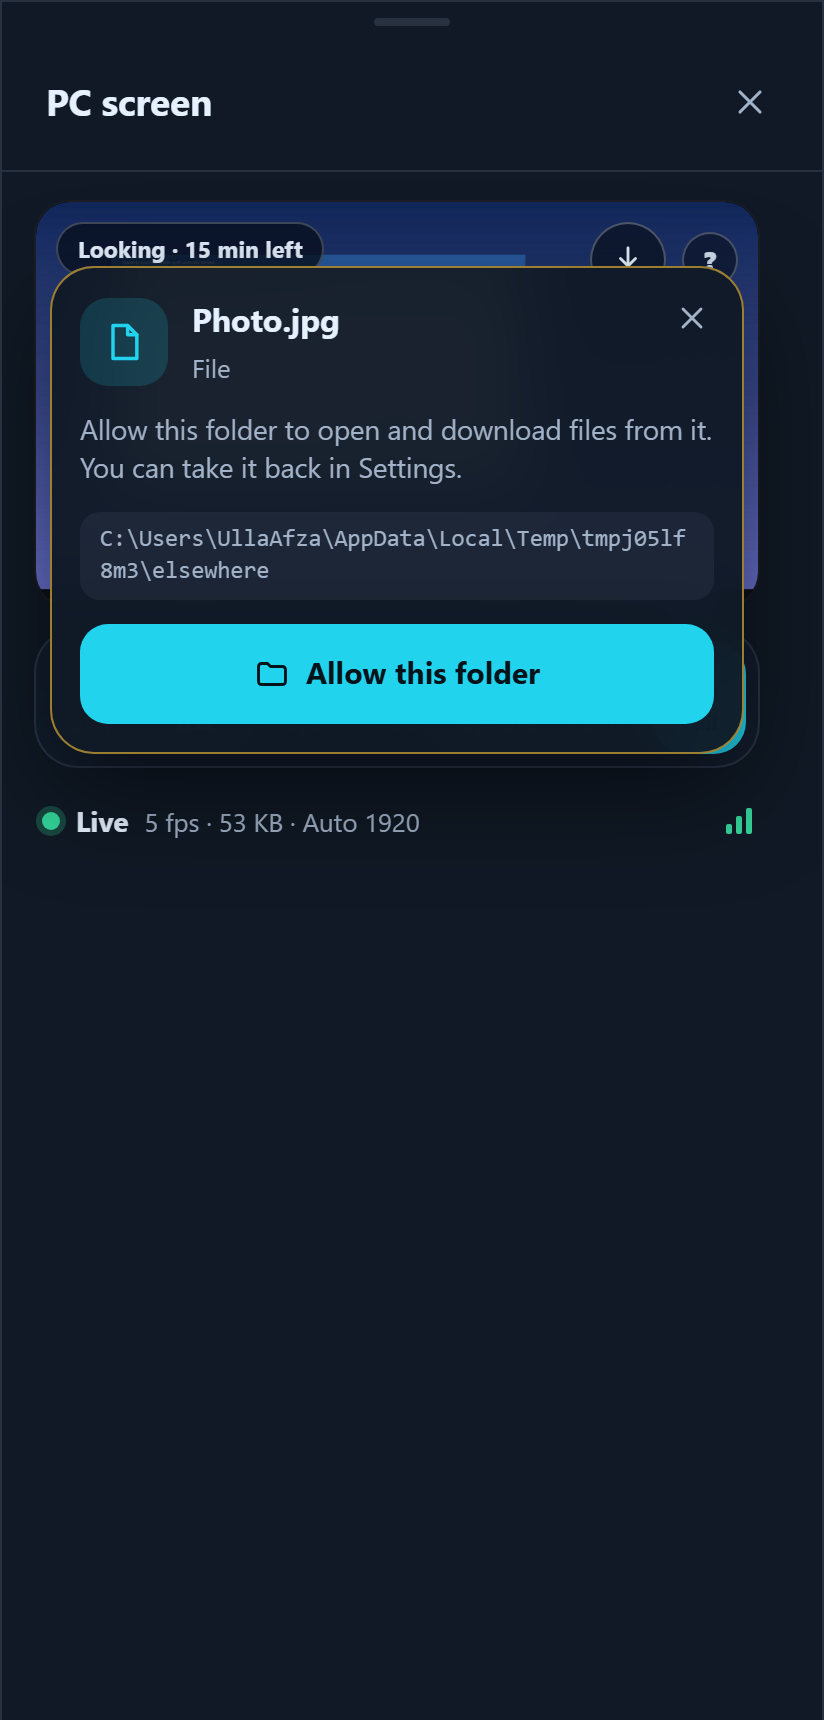 PC screen
Looking · 15 min left
?
Photo.jpg
File
Allow this folder to open and download files from it.
You can take it back in Settings.
C:\Users\UllaAfza\AppData\Local\Temp\tmpj05lf
8m3\elsewhere
Allow this folder
Live 5 fps · 53 KB · Auto 1920